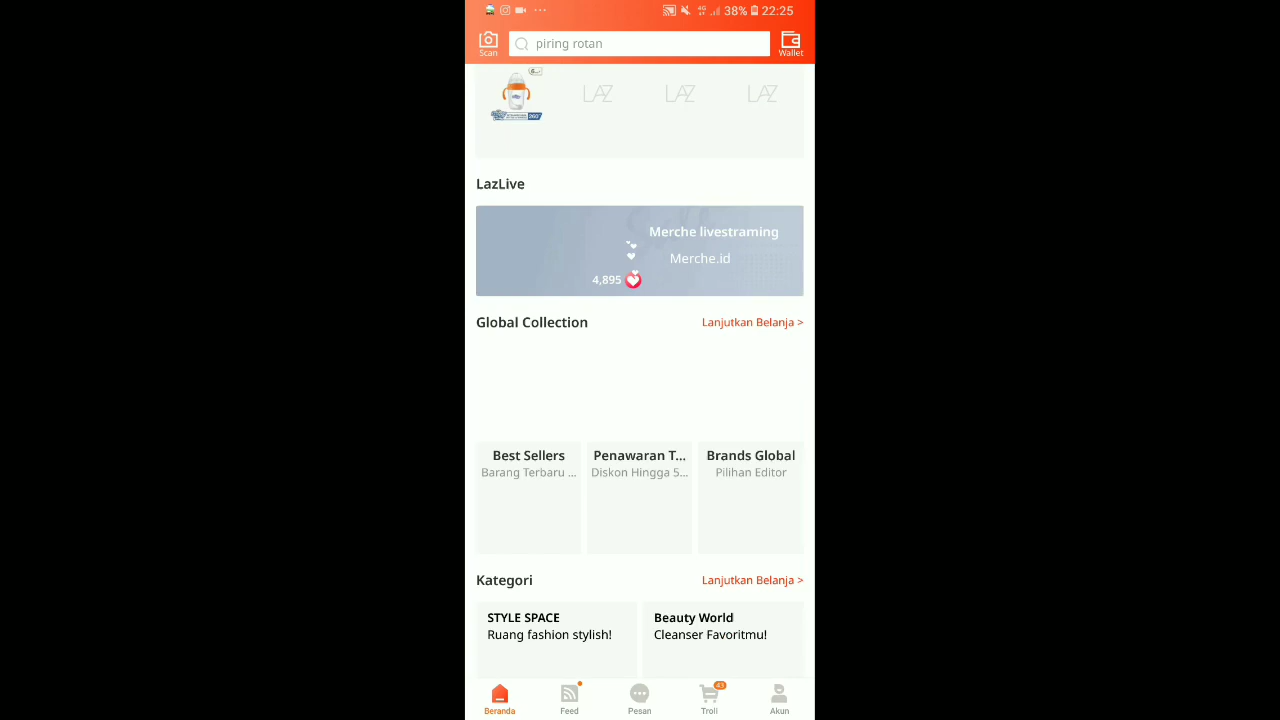 38% 22:25
Scan
piring rotan
Wallet
LAZ LAZ LAZ
LazLive
Merche livestraming
Merche.id
4,895
Global Collection
Lanjutkan Belanja >
Best Sellers
Barang Terbaru ...
Penawaran T...
Diskon Hingga 5...
Brands Global
Pilihan Editor
Kategori
Lanjutkan Belanja >
STYLE SPACE
Ruang fashion stylish!
Beauty World
Cleanser Favoritmu!
Beranda
Feed
Pesan
43
Troli
Akun